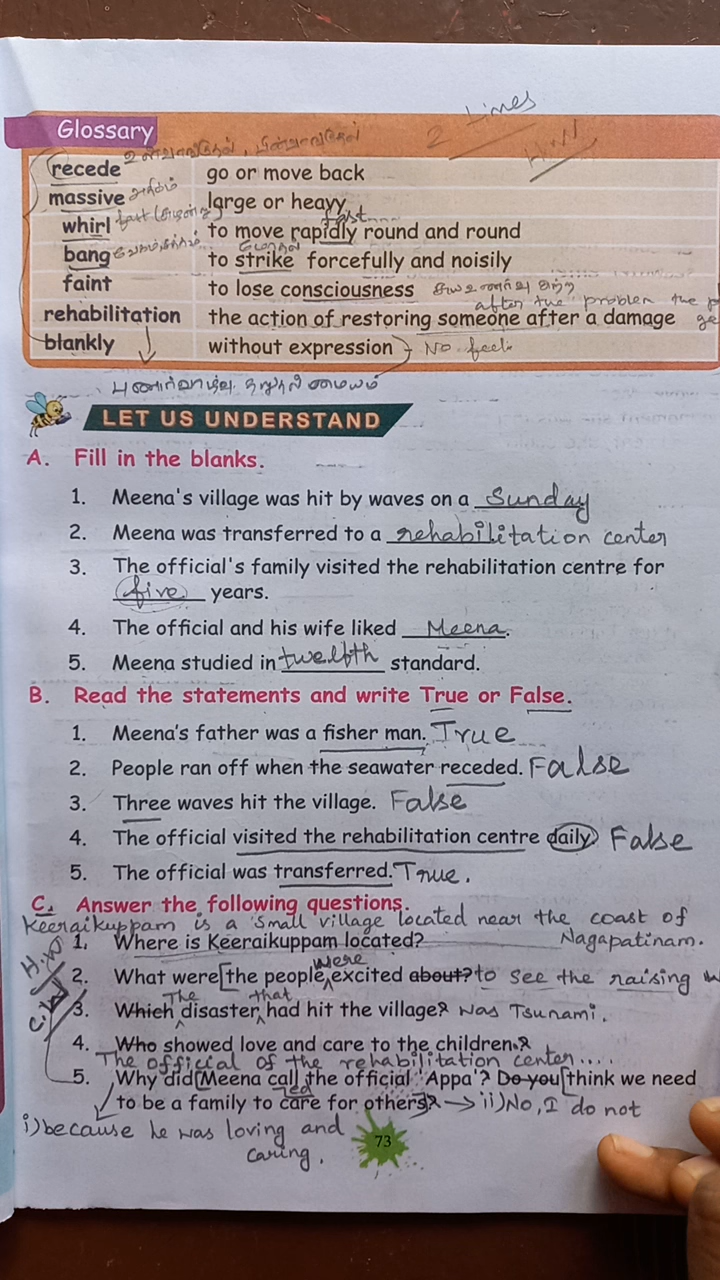 2 times
H.W
Glossary
recede go or move back
massive அதிகம் large or heavy
fast
whirl to move rapidly round and round
bang to strike forcefully and noisily
faint to lose consciousness
after the problem the
rehabilitation the action of restoring someone after a damage
blankly without expression No
LET US UNDERSTAND
A. Fill in the blanks.
1. Meena's village was hit by waves on a Sunday
2. Meena was transferred to a rehabilitation center
3. The official's family visited the rehabilitation centre for
five years.
4. The official and his wife liked Meena.
5. Meena studied in twelfth standard.
B. Read the statements and write True or False.
1. Meena's father was a fisher man. True
2. People ran off when the seawater receded. False
3. Three waves hit the village. False
4. The official visited the rehabilitation centre daily. False
5. The official was transferred. True.
C. Answer the following questions.
Keeraikuppam is a small village located near the coast of
H.W 1. Where is Keeraikuppam located? Nagapatinam.
were
2. What were the people excited about? to see the raising
The that
C.W 3. Which disaster had hit the village? was Tsunami.
4. Who showed love and care to the children?
The official of the rehabilitation center....
5. Why did Meena call the official 'Appa'? Do you think we need
to be a family to care for others? ii) No, I do not
i) because he was loving and
caring.
73